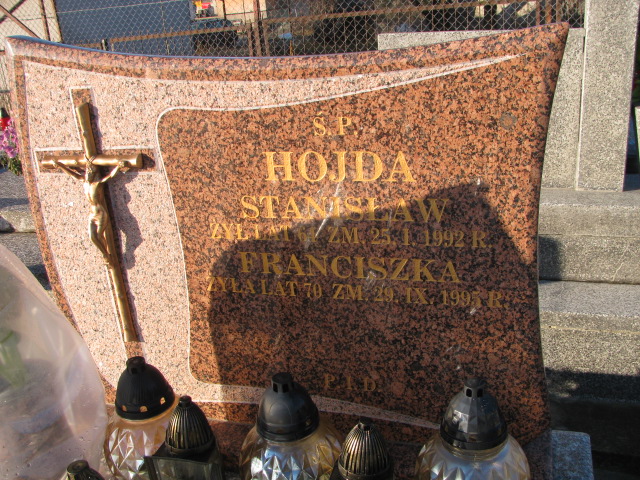 Ś.P.
HOJDA
STANISŁAW
ŻYŁ LAT ZM. 25. I. 1992 R.
FRANCISZKA
ŻYŁA LAT 70 ZM. 29. IX. 1995 R.
P.I.D.